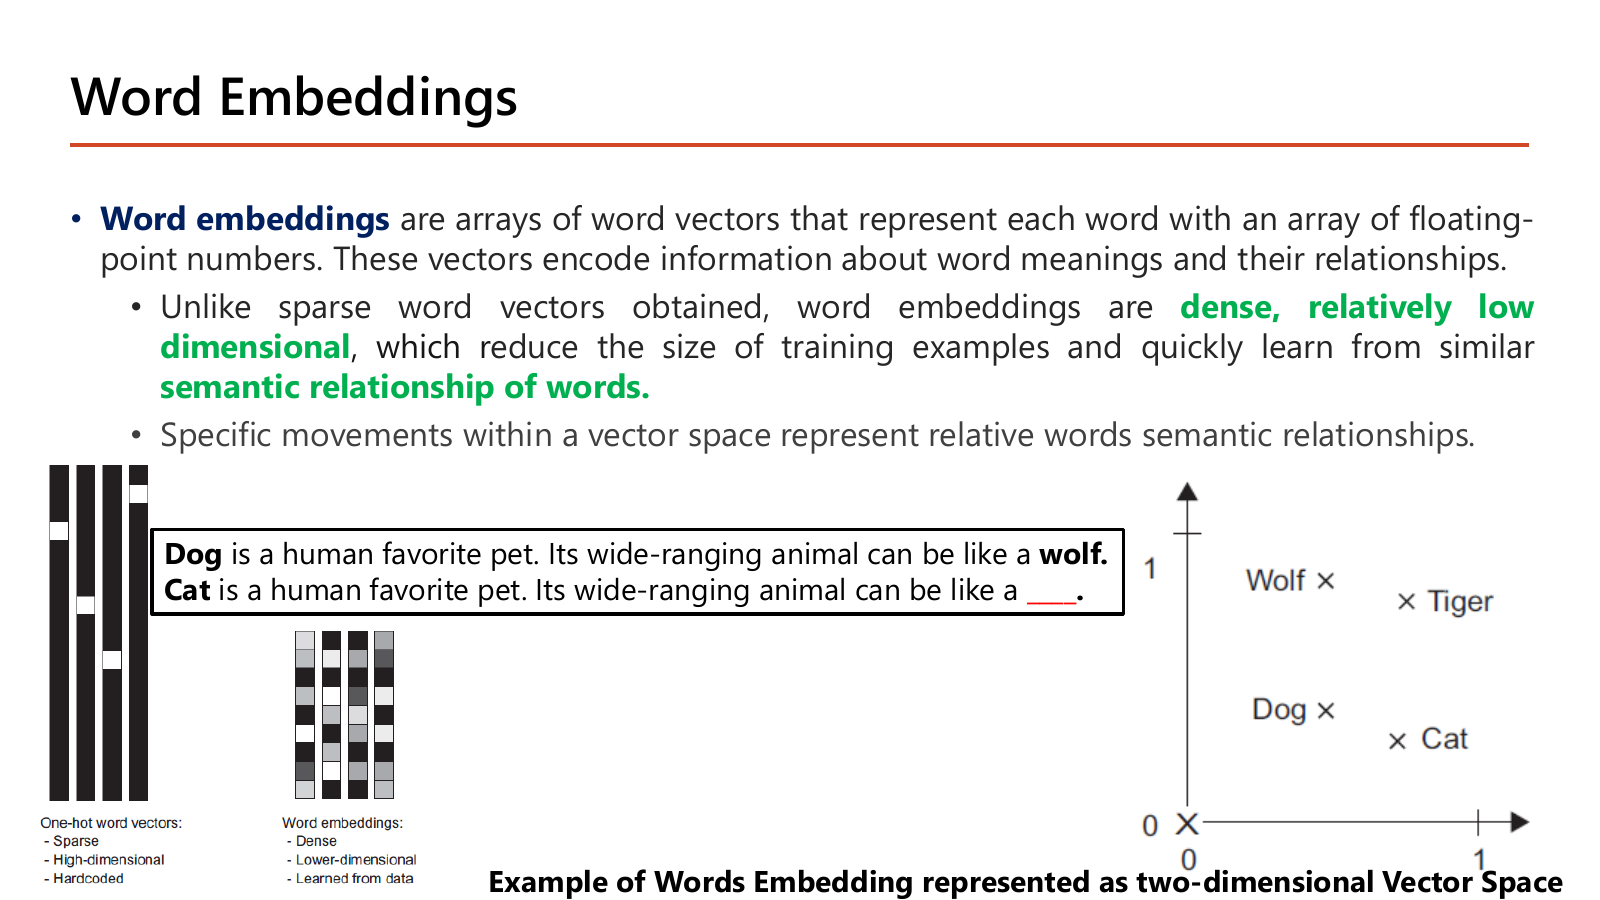 Word Embeddings
• Word embeddings are arrays of word vectors that represent each word with an array of floating-
point numbers. These vectors encode information about word meanings and their relationships.
• Unlike sparse word vectors obtained, word embeddings are dense, relatively low
dimensional, which reduce the size of training examples and quickly learn from similar
semantic relationship of words.
• Specific movements within a vector space represent relative words semantic relationships.
Dog is a human favorite pet. Its wide-ranging animal can be like a wolf.
Cat is a human favorite pet. Its wide-ranging animal can be like a ____.
One-hot word vectors:
- Sparse
- High-dimensional
- Hardcoded
Word embeddings:
- Dense
- Lower-dimensional
- Learned from data
1
Wolf ×
× Tiger
Dog ×
× Cat
0
0
1
Example of Words Embedding represented as two-dimensional Vector Space